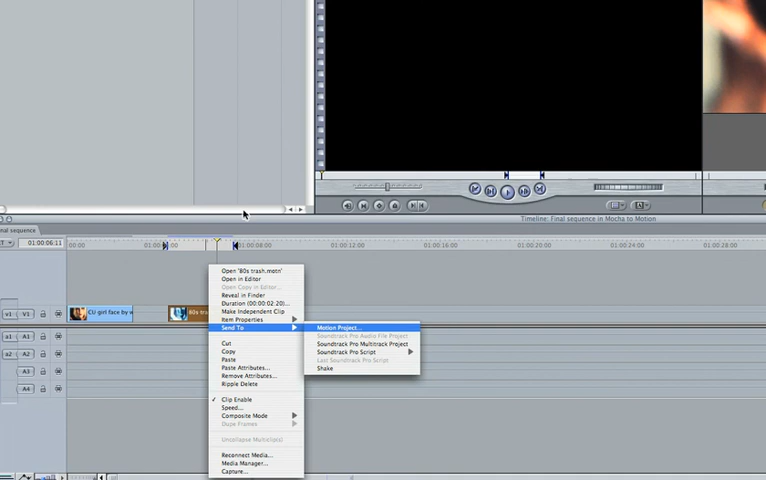 Timeline: Final sequence in Mocha to Motion
nal sequence
01:00:06:11
00:00
01:00:08:00
01:00:12:00
01:00:16:00
01:00:20:00
01:00:24:00
01:00:28:00
Open '80s trash.motn'
Open in Editor
Open Copy in Editor...
Reveal in Finder
Duration (00:00:02:20)...
Make Independent Clip
Item Properties
Send To
Cut
Copy
Paste
Paste Attributes...
Remove Attributes...
Ripple Delete
Clip Enable
Speed...
Composite Mode
Dupe Frames
Uncollapse Multiclip(s)
Reconnect Media...
Media Manager...
Capture...
Motion Project...
Soundtrack Pro Audio File Project
Soundtrack Pro Multitrack Project
Soundtrack Pro Script
Last Soundtrack Pro Script
Shake
v1 V1
CU girl face by w
80s tra
a1 A1
a2 A2
A3
A4